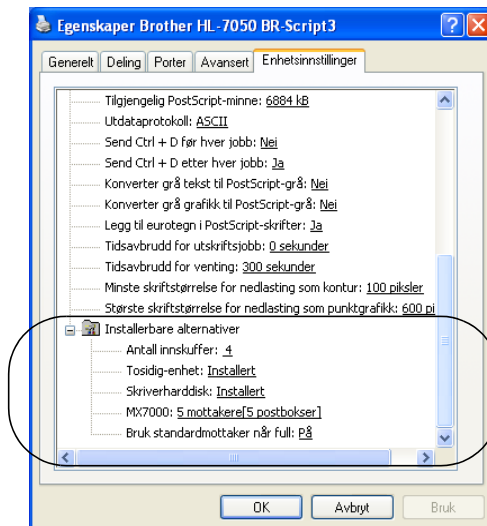 Egenskaper Brother HL-7050 BR-Script3
Generelt Deling Porter Avansert Enhetsinnstillinger
Tilgjengelig PostScript-minne: 6884 kB
Utdataprotokoll: ASCII
Send Ctrl + D før hver jobb: Nei
Send Ctrl + D etter hver jobb: Ja
Konverter grå tekst til PostScript-grå: Nei
Konverter grå grafikk til PostScript-grå: Nei
Legg til eurotegn i PostScript-skrifter: Ja
Tidsavbrudd for utskriftsjobb: 0 sekunder
Tidsavbrudd for venting: 300 sekunder
Minste skriftstørrelse for nedlasting som kontur: 100 piksler
Største skriftstørrelse for nedlasting som punktgrafikk: 600 pi
Installerbare alternativer
Antall innskuffer: 4
Tosidig-enhet: Installert
Skriverharddisk: Installert
MX7000: 5 mottakere[5 postbokser]
Bruk standardmottaker når full: På
OK Avbryt Bruk